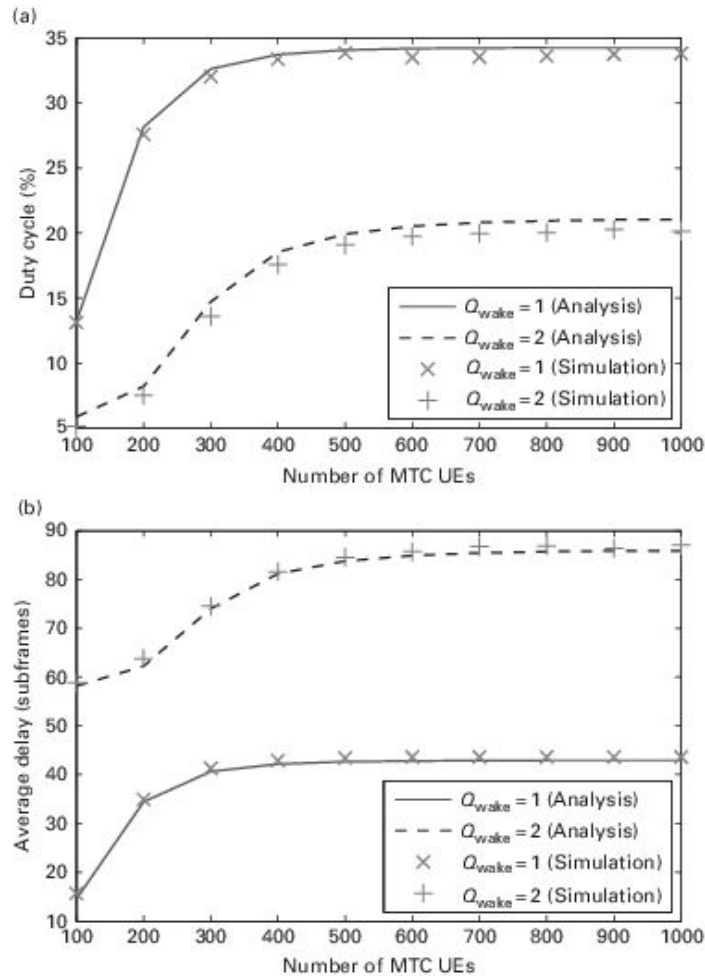 (a)
35
30
25
20
15
10
5
Duty cycle (%)
Q_wake = 1 (Analysis)
Q_wake = 2 (Analysis)
Q_wake = 1 (Simulation)
Q_wake = 2 (Simulation)
100 200 300 400 500 600 700 800 900 1000
Number of MTC UEs
(b)
90
80
70
60
50
40
30
20
10
Average delay (subframes)
Q_wake = 1 (Analysis)
Q_wake = 2 (Analysis)
Q_wake = 1 (Simulation)
Q_wake = 2 (Simulation)
100 200 300 400 500 600 700 800 900 1000
Number of MTC UEs